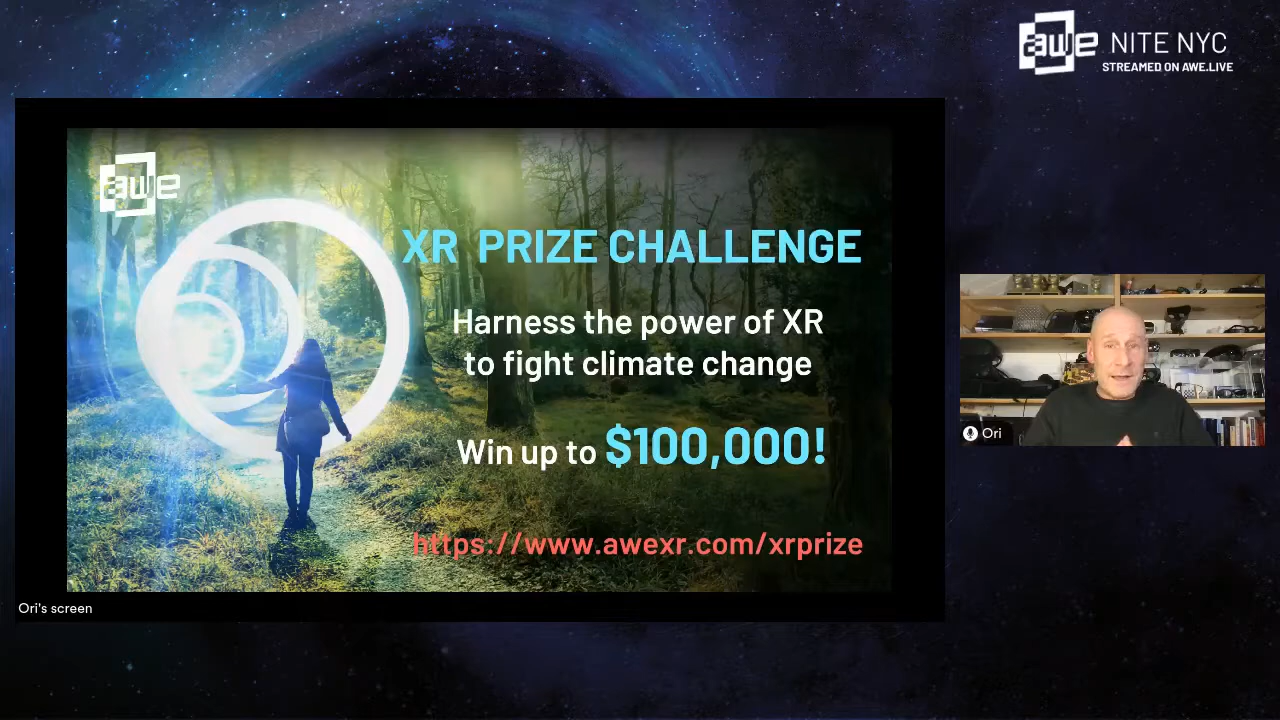 awe NITE NYC
STREAMED ON AWE.LIVE
awe
XR PRIZE CHALLENGE
Harness the power of XR
to fight climate change
Win up to $100,000!
https://www.awexr.com/xrprize
Ori
Ori's screen